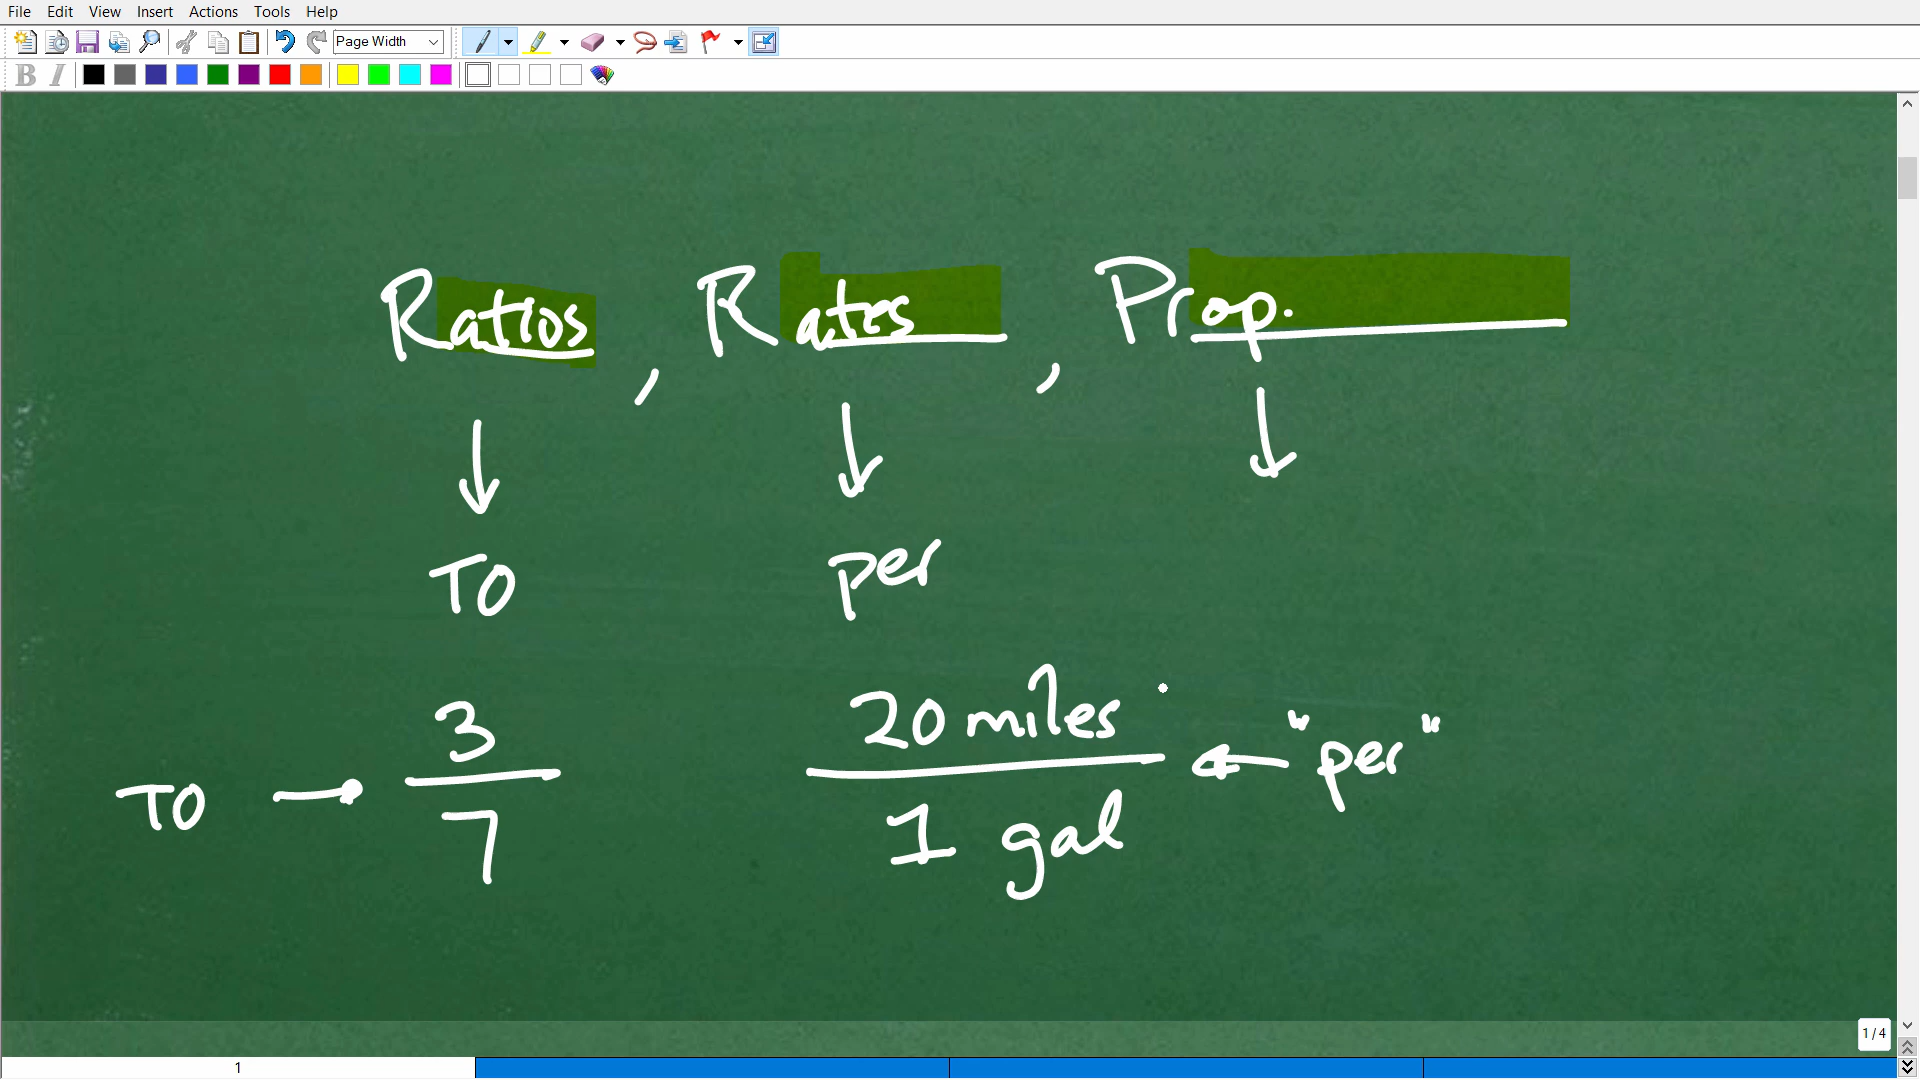 File Edit View Insert Actions Tools Help
Page Width
B I
Ratios, Rates, Prop.
TO per
TO 3/7 20 miles/1 gal "per"
1/4
1